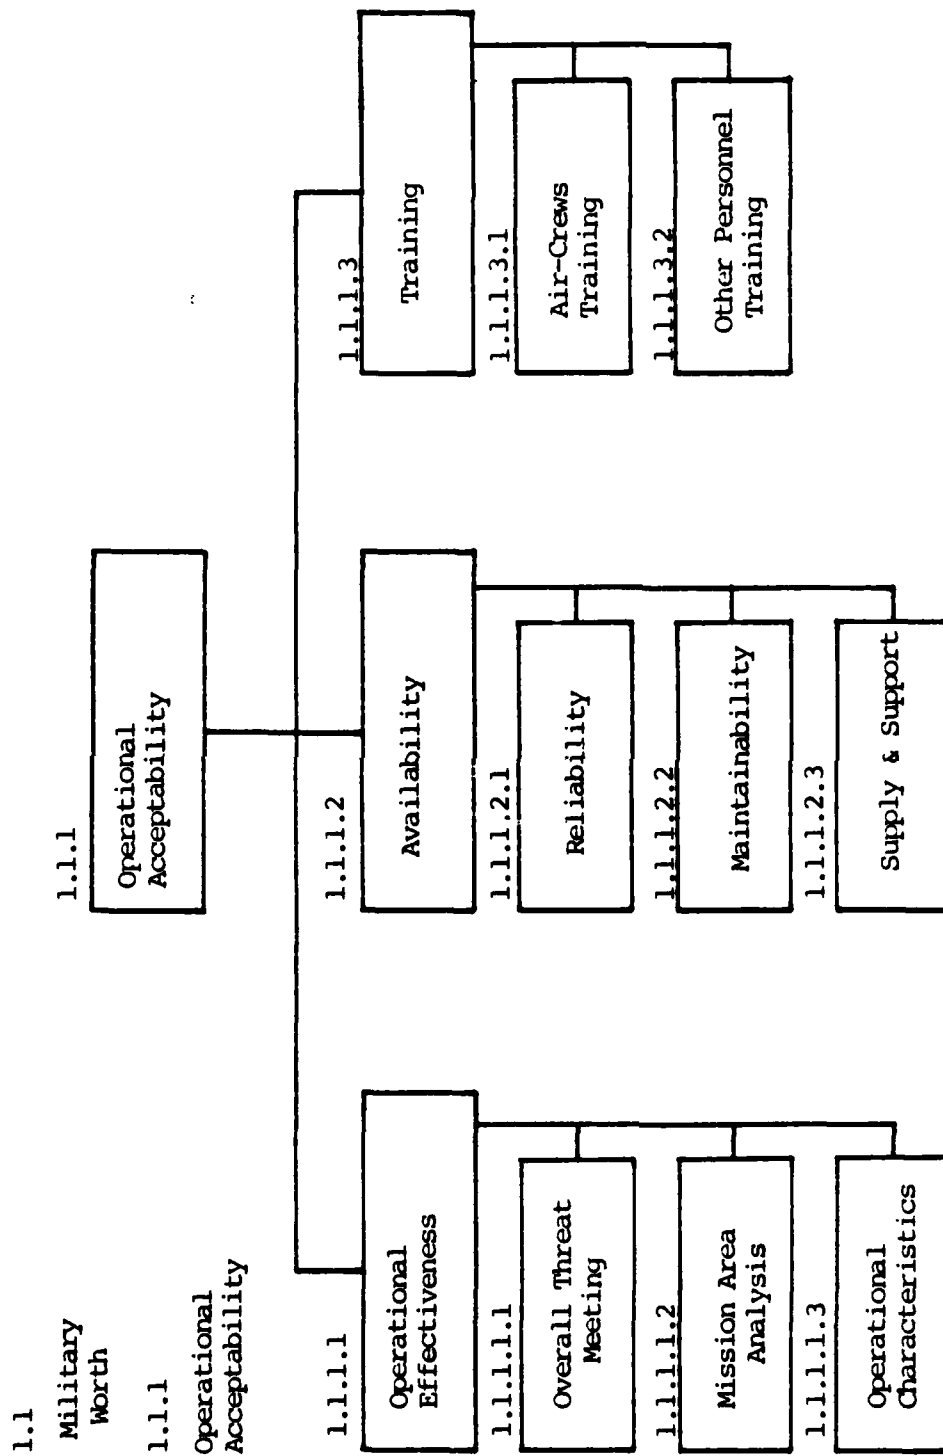 1.1
Military
Worth
1.1.1
Operational
Acceptability
1.1.1
Operational
Acceptability
1.1.1.1
Operational
Effectiveness
1.1.1.1.1
Overall Threat
Meeting
1.1.1.1.2
Mission Area
Analysis
1.1.1.1.3
Operational
Characteristics
1.1.1.2
Availability
1.1.1.2.1
Reliability
1.1.1.2.2
Maintainability
1.1.1.2.3
Supply & Support
1.1.1.3
Training
1.1.1.3.1
Air-Crews
Training
1.1.1.3.2
Other Personnel
Training